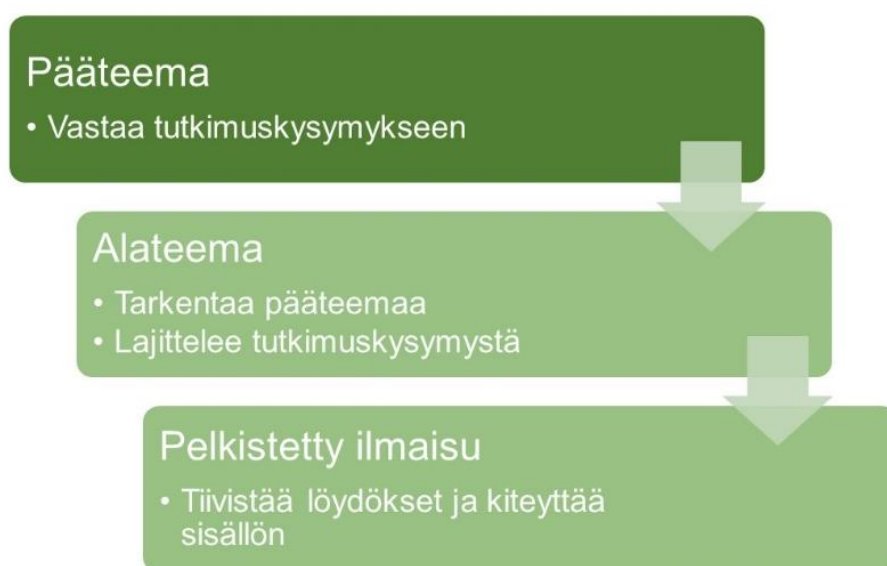 Pääteema
• Vastaa tutkimuskysymykseen
Alateema
• Tarkentaa pääteemaa
• Lajittelee tutkimuskysymystä
Pelkistetty ilmaisu
• Tiivistää löydökset ja kiteyttää
sisällön